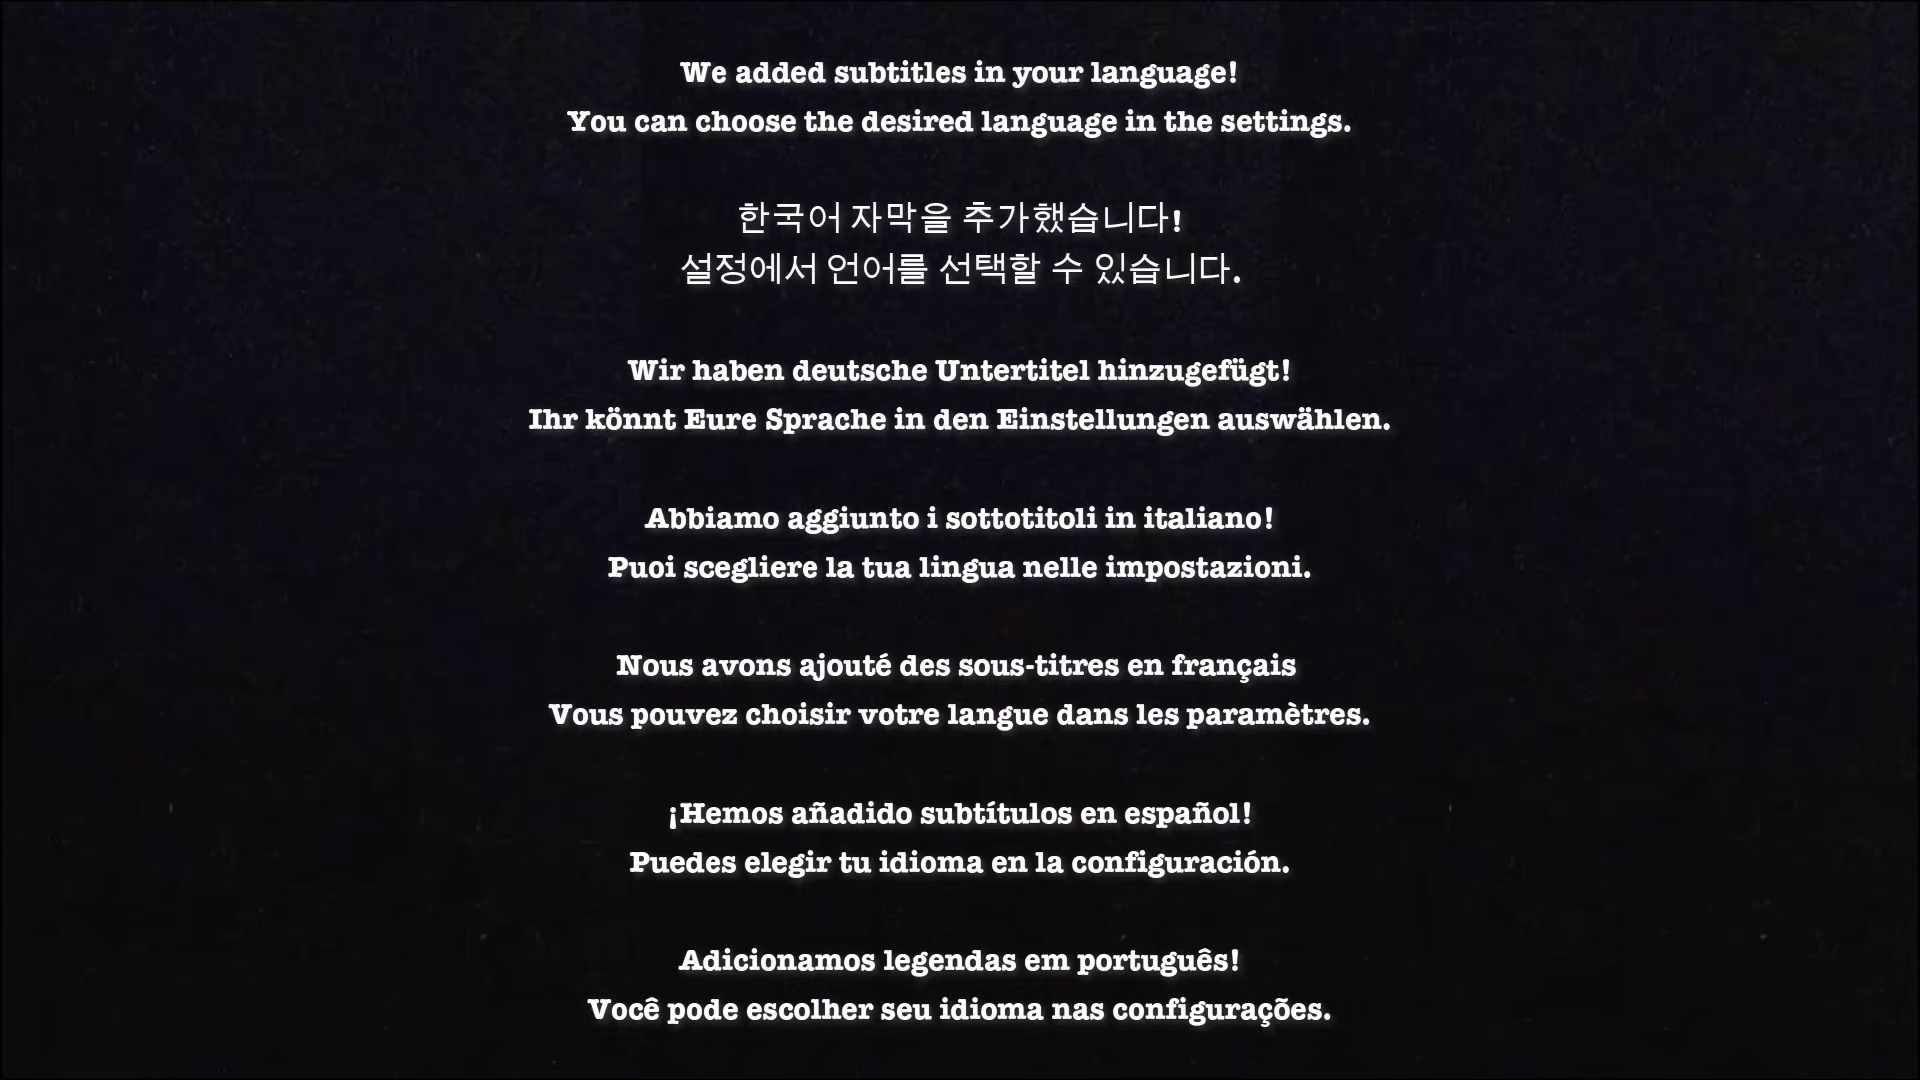 We added subtitles in your language!
You can choose the desired language in the settings.
한국어 자막을 추가했습니다!
설정에서 언어를 선택할 수 있습니다.
Wir haben deutsche Untertitel hinzugefügt!
Ihr könnt Eure Sprache in den Einstellungen auswählen.
Abbiamo aggiunto i sottotitoli in italiano!
Puoi scegliere la tua lingua nelle impostazioni.
Nous avons ajouté des sous-titres en français
Vous pouvez choisir votre langue dans les paramètres.
¡Hemos añadido subtítulos en español!
Puedes elegir tu idioma en la configuración.
Adicionamos legendas em português!
Você pode escolher seu idioma nas configurações.